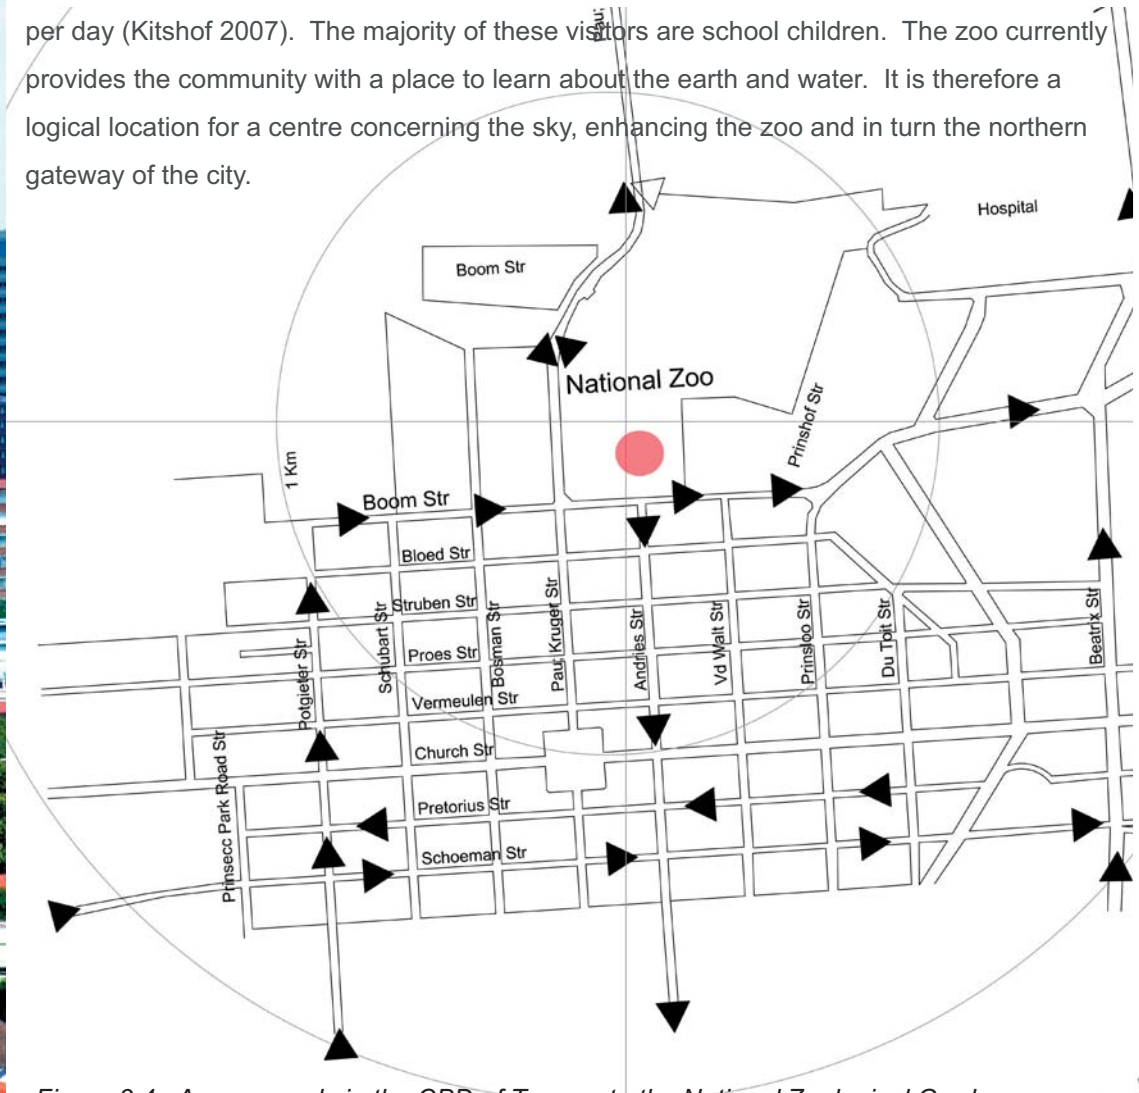 per day (Kitshof 2007). The majority of these visitors are school children. The zoo currently
provides the community with a place to learn about the earth and water. It is therefore a
logical location for a centre concerning the sky, enhancing the zoo and in turn the northern
gateway of the city.
Hospital
Boom Str
National Zoo
Prinshof Str
1 Km
Boom Str
Bloed Str
Struben Str
Proes Str
Vermeulen Str
Church Str
Pretorius Str
Schoeman Str
Prinsecc Park Road Str
Potgieter Str
Schubart Str
Bosman Str
Paul Kruger Str
Andries Str
Vd Walt Str
Prinsloo Str
Du Toit Str
Beatrix Str